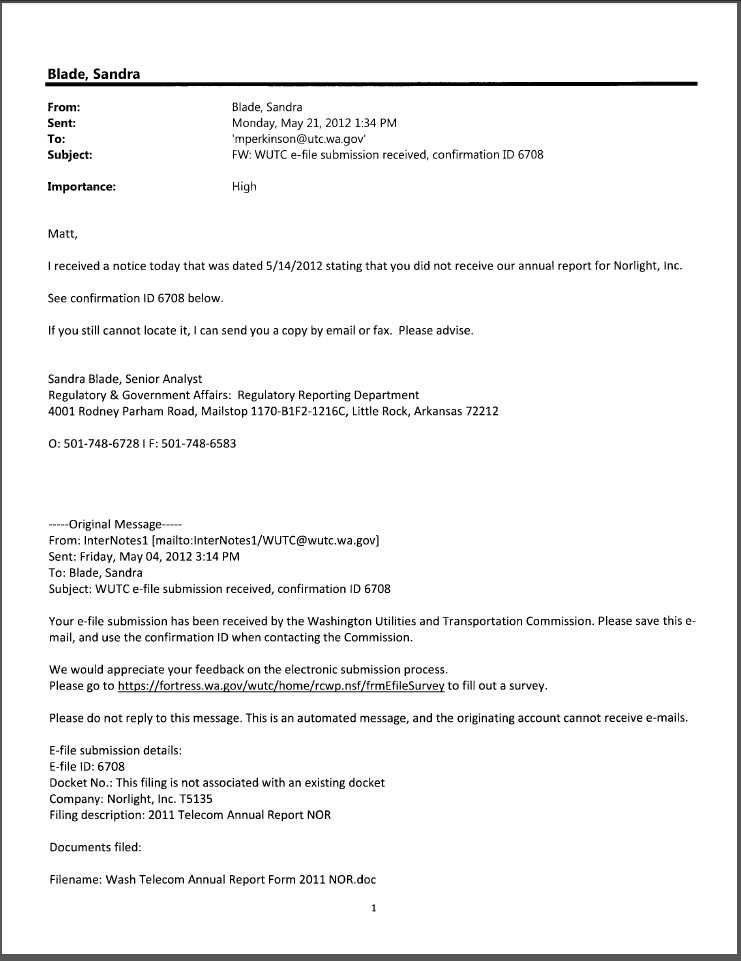 Blade, Sandra
From: Blade, Sandra
Sent: Monday, May 21, 2012 1:34 PM
To: 'mperkinson@utc.wa.gov'
Subject: FW: WUTC e-file submission received, confirmation ID 6708
Importance: High
Matt,
I received a notice today that was dated 5/14/2012 stating that you did not receive our annual report for Norlight, Inc.
See confirmation ID 6708 below.
If you still cannot locate it, I can send you a copy by email or fax.  Please advise.
Sandra Blade, Senior Analyst
Regulatory & Government Affairs:  Regulatory Reporting Department
4001 Rodney Parham Road, Mailstop 1170-B1F2-1216C, Little Rock, Arkansas 72212
O: 501-748-6728 I F: 501-748-6583
-----Original Message-----
From: InterNotes1 [mailto:InterNotes1/WUTC@wutc.wa.gov]
Sent: Friday, May 04, 2012 3:14 PM
To: Blade, Sandra
Subject: WUTC e-file submission received, confirmation ID 6708
Your e-file submission has been received by the Washington Utilities and Transportation Commission. Please save this e-
mail, and use the confirmation ID when contacting the Commission.
We would appreciate your feedback on the electronic submission process.
Please go to https://fortress.wa.gov/wutc/home/rcwp.nsf/frmEfileSurvey to fill out a survey.
Please do not reply to this message. This is an automated message, and the originating account cannot receive e-mails.
E-file submission details:
E-file ID: 6708
Docket No.: This filing is not associated with an existing docket
Company: Norlight, Inc. T5135
Filing description: 2011 Telecom Annual Report NOR
Documents filed:
Filename: Wash Telecom Annual Report Form 2011 NOR.doc
1